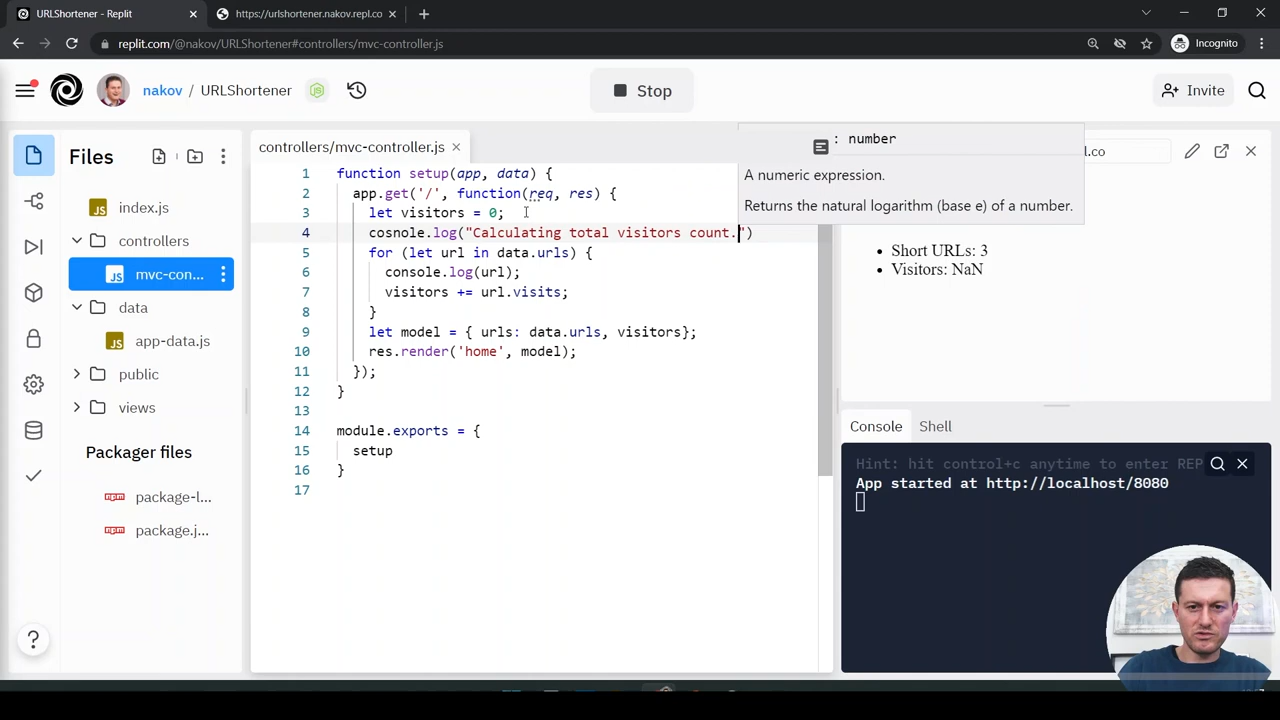 URLShortener - Replit
https://urlshortener.nakov.repl.co
replit.com/@nakov/URLShortener#controllers/mvc-controller.js
Incognito
nakov / URLShortener
Stop
Invite
Files
index.js
controllers
mvc-con...
data
app-data.js
public
views
Packager files
package-l...
package.j...
?
controllers/mvc-controller.js
1 function setup(app, data) {
2 app.get('/', function(req, res) {
3 let visitors = 0;
4 cosnole.log("Calculating total visitors count.")
5 for (let url in data.urls) {
6 console.log(url);
7 visitors += url.visits;
8 }
9 let model = { urls: data.urls, visitors};
10 res.render('home', model);
11 });
12 }
13
14 module.exports = {
15 setup
16 }
17
: number
A numeric expression.
Returns the natural logarithm (base e) of a number.
l.co
Short URLs: 3
Visitors: NaN
Console
Shell
Hint: hit control+c anytime to enter REP
App started at http://localhost/8080